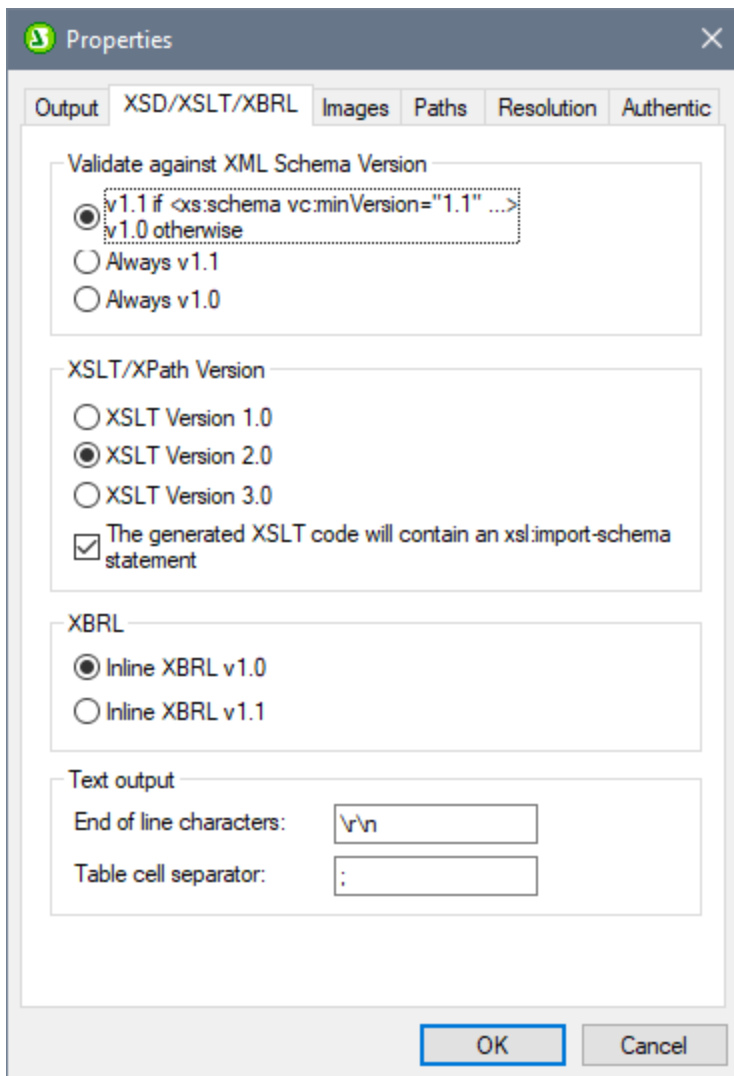 Properties
Output XSD/XSLT/XBRL Images Paths Resolution Authentic
Validate against XML Schema Version
v1.1 if <xs:schema vc:minVersion="1.1" ...>
v1.0 otherwise
Always v1.1
Always v1.0
XSLT/XPath Version
XSLT Version 1.0
XSLT Version 2.0
XSLT Version 3.0
The generated XSLT code will contain an xsl:import-schema
statement
XBRL
Inline XBRL v1.0
Inline XBRL v1.1
Text output
End of line characters: \r\n
Table cell separator: ;
OK Cancel